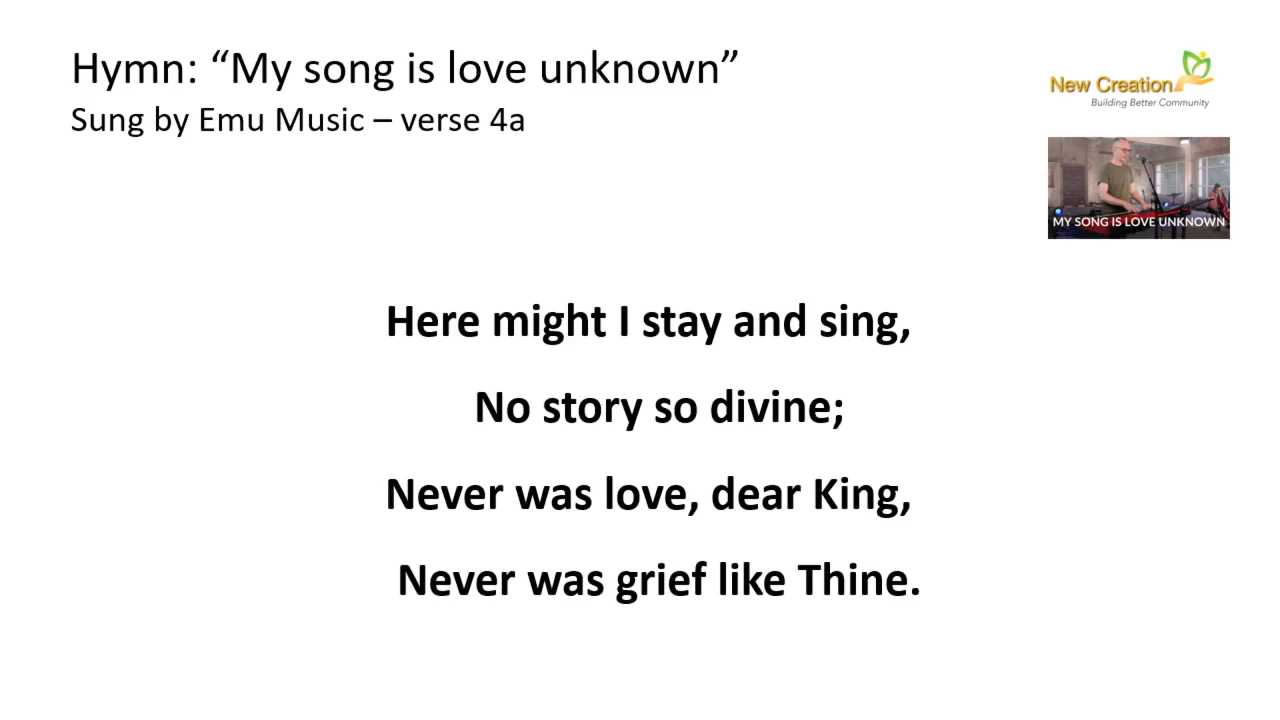 Hymn: “My song is love unknown”
Sung by Emu Music – verse 4a
New Creation
Building Better Community
MY SONG IS LOVE UNKNOWN
Here might I stay and sing,
No story so divine;
Never was love, dear King,
Never was grief like Thine.